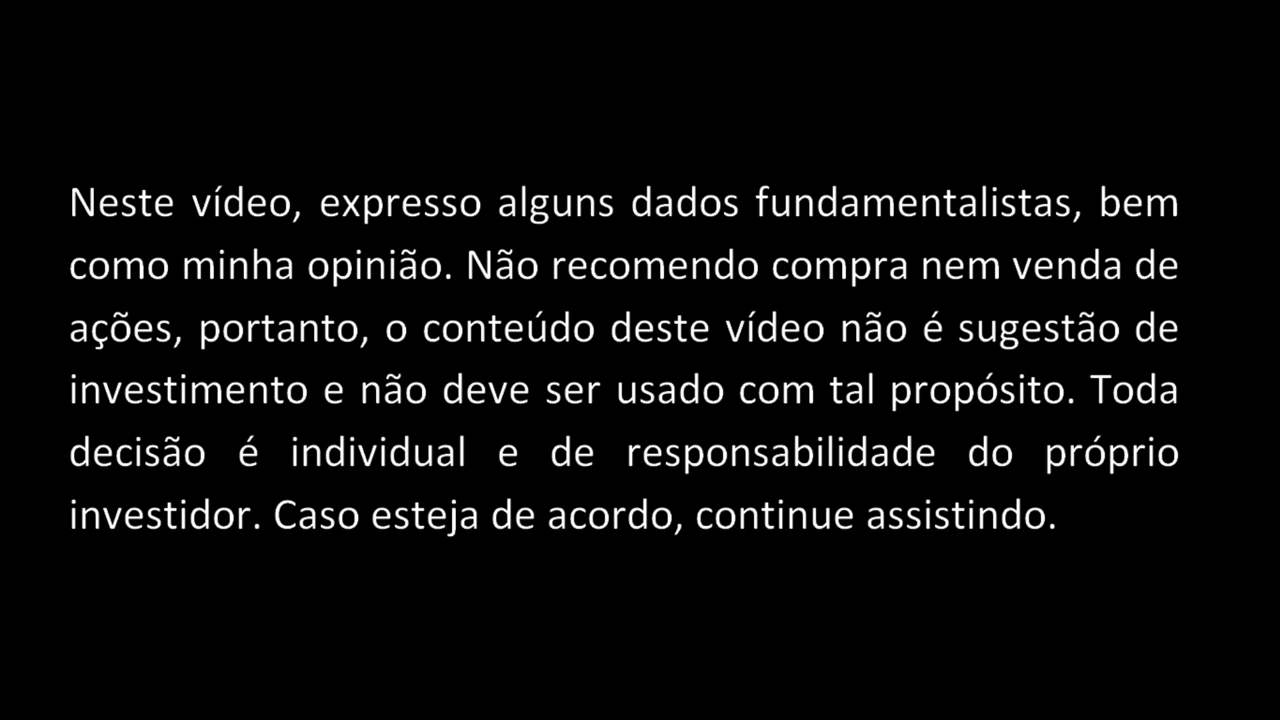 Neste vídeo, expresso alguns dados fundamentalistas, bem
como minha opinião. Não recomendo compra nem venda de
ações, portanto, o conteúdo deste vídeo não é sugestão de
investimento e não deve ser usado com tal propósito. Toda
decisão é individual e de responsabilidade do próprio
investidor. Caso esteja de acordo, continue assistindo.